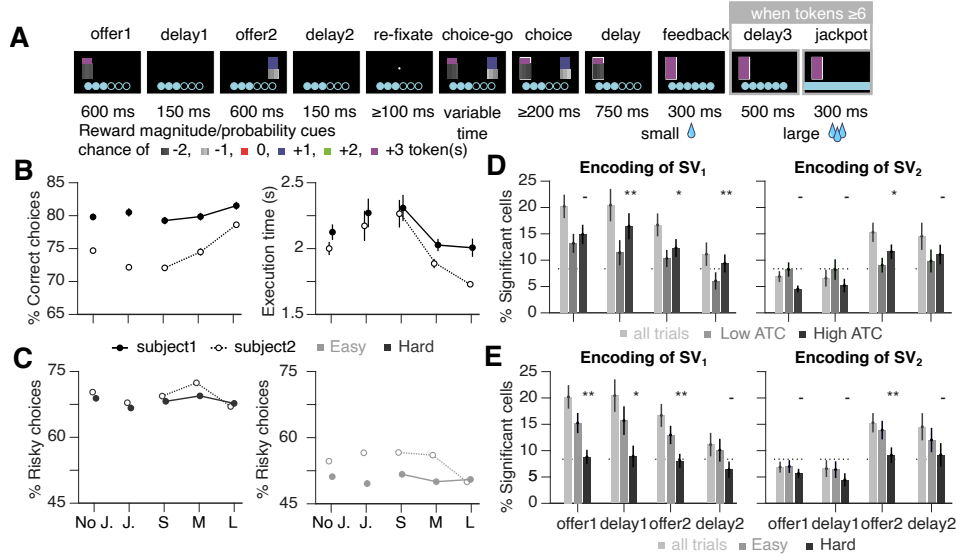 when tokens ≥6
A
offer1 delay1 offer2 delay2 re-fixate choice-go choice delay feedback delay3 jackpot
600 ms 150 ms 600 ms 150 ms ≥100 ms variable time ≥200 ms 750 ms 300 ms 500 ms 300 ms
Reward magnitude/probability cues
small large
chance of -2, -1, 0, +1, +2, +3 token(s)
B
% Correct choices
85
80
75
70
65
Execution time (s)
2.5
2
1.5
subject1 subject2 Easy Hard
C
% Risky choices
75
60
45
No J. J. S M L
% Risky choices
75
60
45
No J. J. S M L
D
Encoding of SV1 Encoding of SV2
% Significant cells
25
20
15
10
5
0
- ** * **
- - * -
all trials Low ATC High ATC
E
Encoding of SV1 Encoding of SV2
% Significant cells
25
20
15
10
5
0
** * ** -
- - ** -
offer1 delay1 offer2 delay2 offer1 delay1 offer2 delay2
all trials Easy Hard